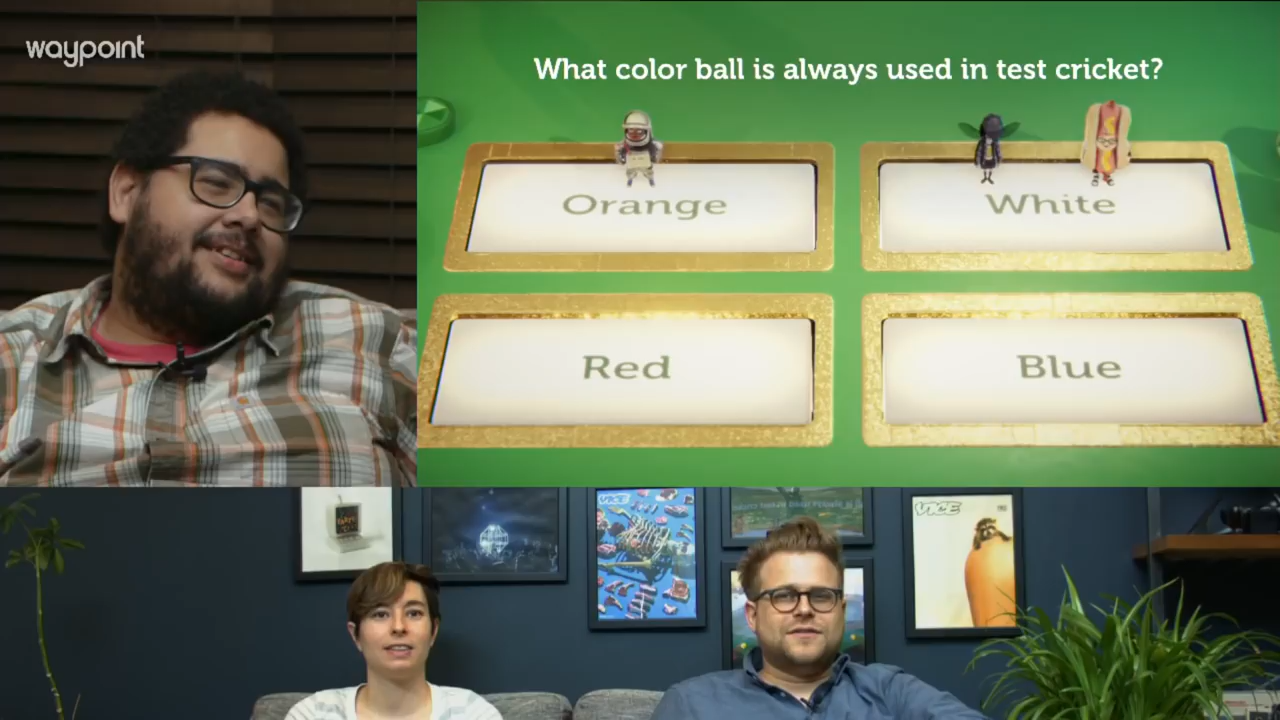 waypoint
What color ball is always used in test cricket?
Orange
White
Red
Blue
VICE
VICE